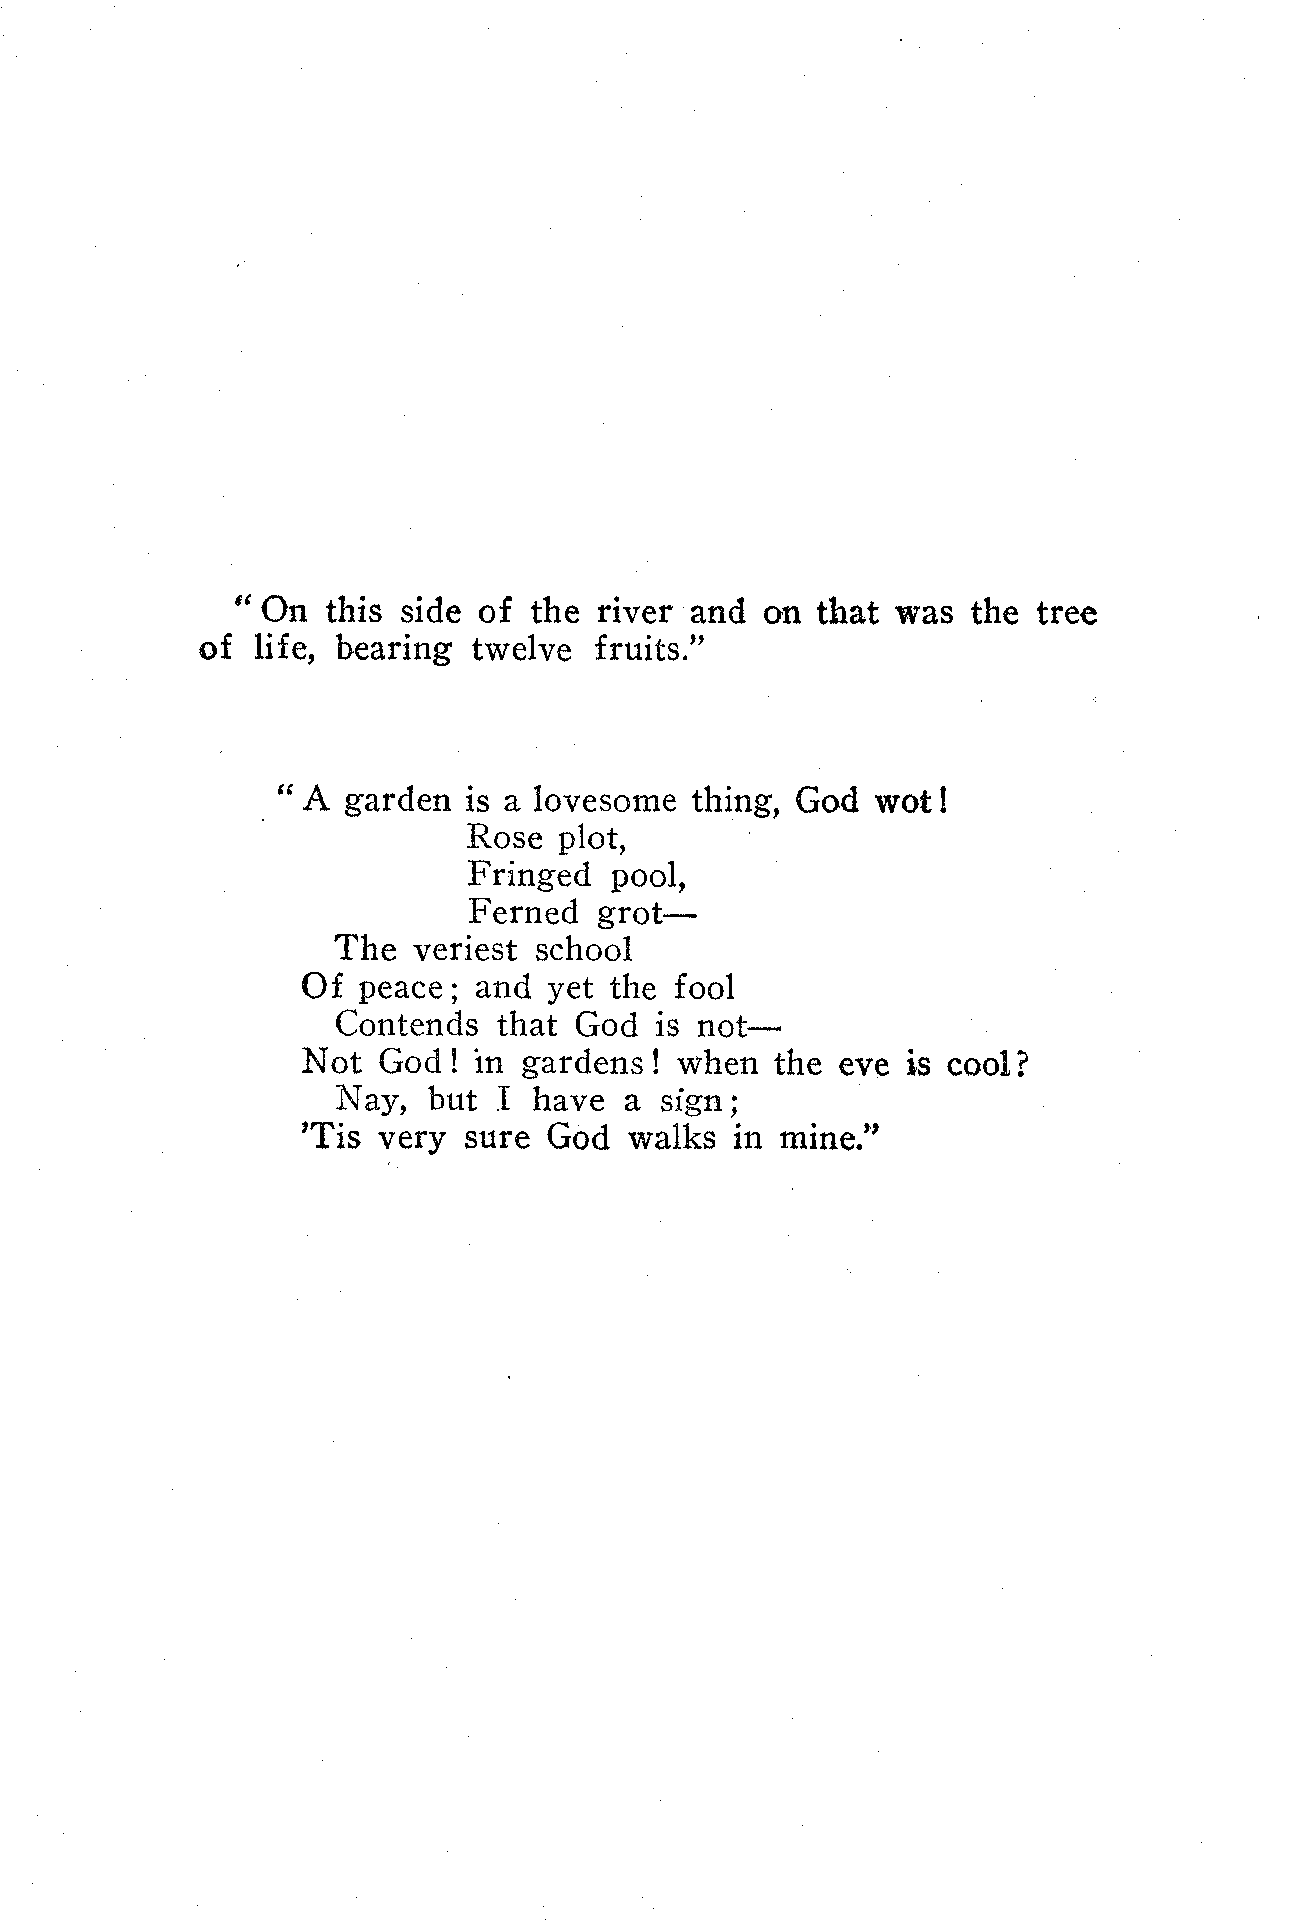 “On this side of the river and on that was the tree
of life, bearing twelve fruits.”
“A garden is a lovesome thing, God wot!
Rose plot,
Fringed pool,
Ferned grot—
The veriest school
Of peace; and yet the fool
Contends that God is not—
Not God! in gardens! when the eve is cool?
Nay, but I have a sign;
’Tis very sure God walks in mine.”